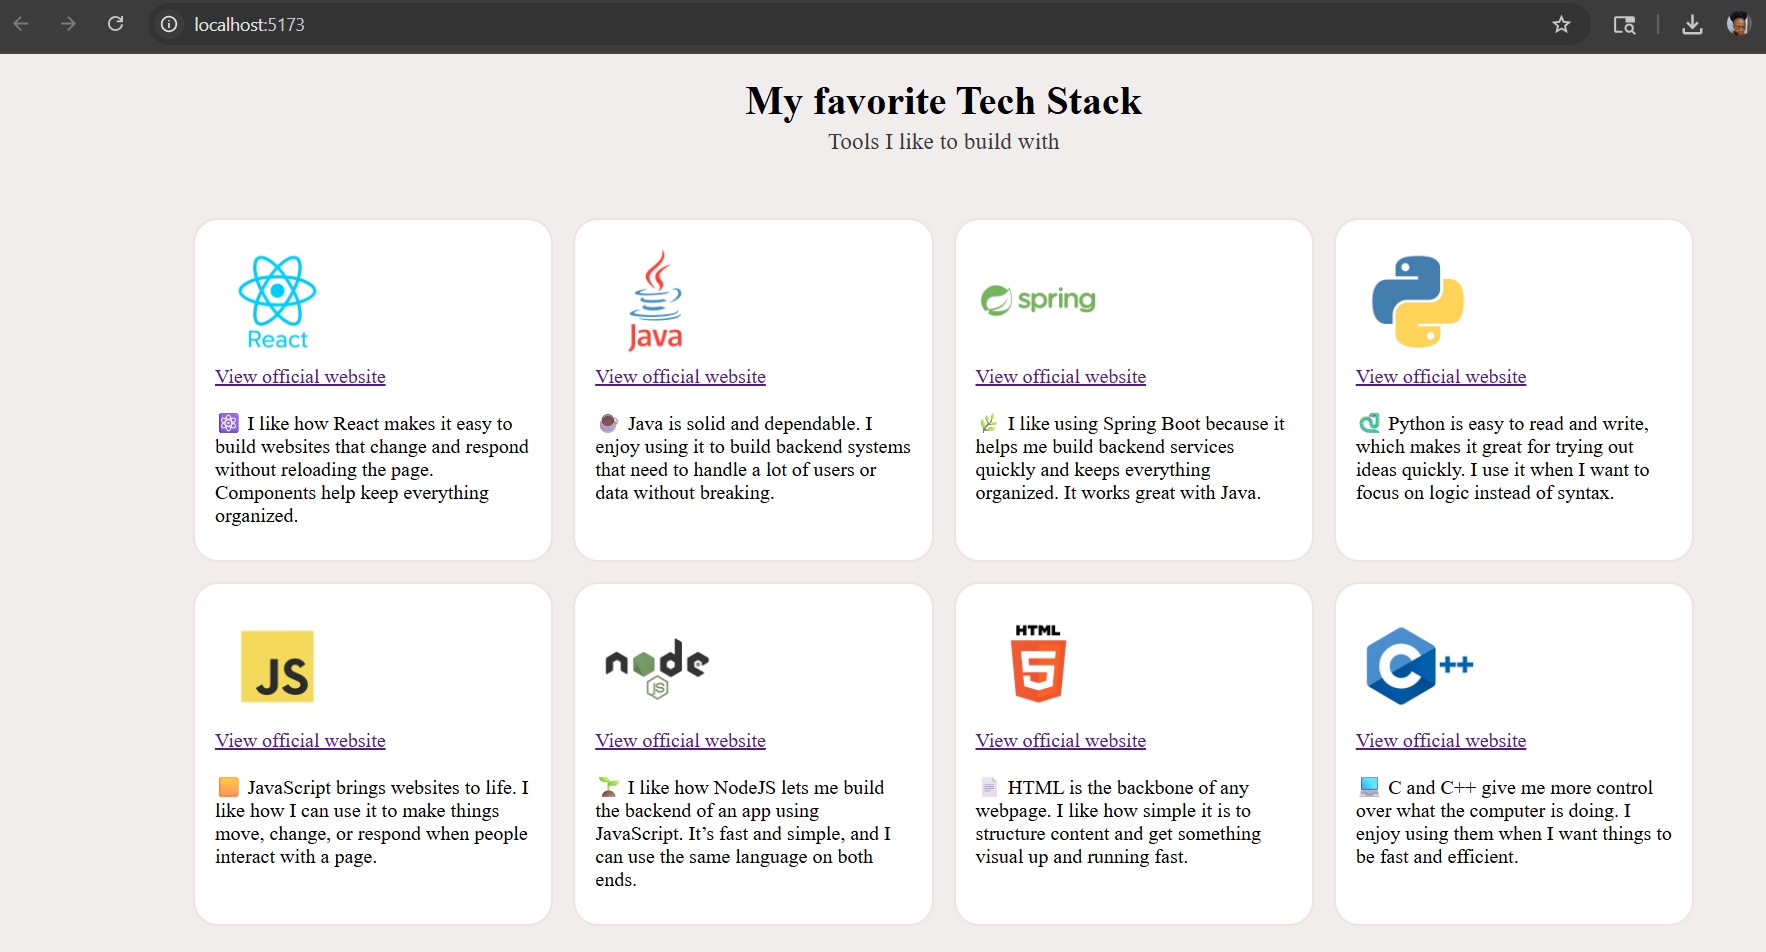 localhost:5173
My favorite Tech Stack
Tools I like to build with
React
View official website
⚛️ I like how React makes it easy to
build websites that change and respond
without reloading the page.
Components help keep everything
organized.
Java
View official website
☕ Java is solid and dependable. I
enjoy using it to build backend systems
that need to handle a lot of users or
data without breaking.
spring
View official website
🌿 I like using Spring Boot because it
helps me build backend services
quickly and keeps everything
organized. It works great with Java.
View official website
🐍 Python is easy to read and write,
which makes it great for trying out
ideas quickly. I use it when I want to
focus on logic instead of syntax.
JS
View official website
🟧 JavaScript brings websites to life. I
like how I can use it to make things
move, change, or respond when people
interact with a page.
node
JS
View official website
🌱 I like how NodeJS lets me build
the backend of an app using
JavaScript. It’s fast and simple, and I
can use the same language on both
ends.
HTML
5
View official website
📄 HTML is the backbone of any
webpage. I like how simple it is to
structure content and get something
visual up and running fast.
C++
View official website
💻 C and C++ give me more control
over what the computer is doing. I
enjoy using them when I want things to
be fast and efficient.